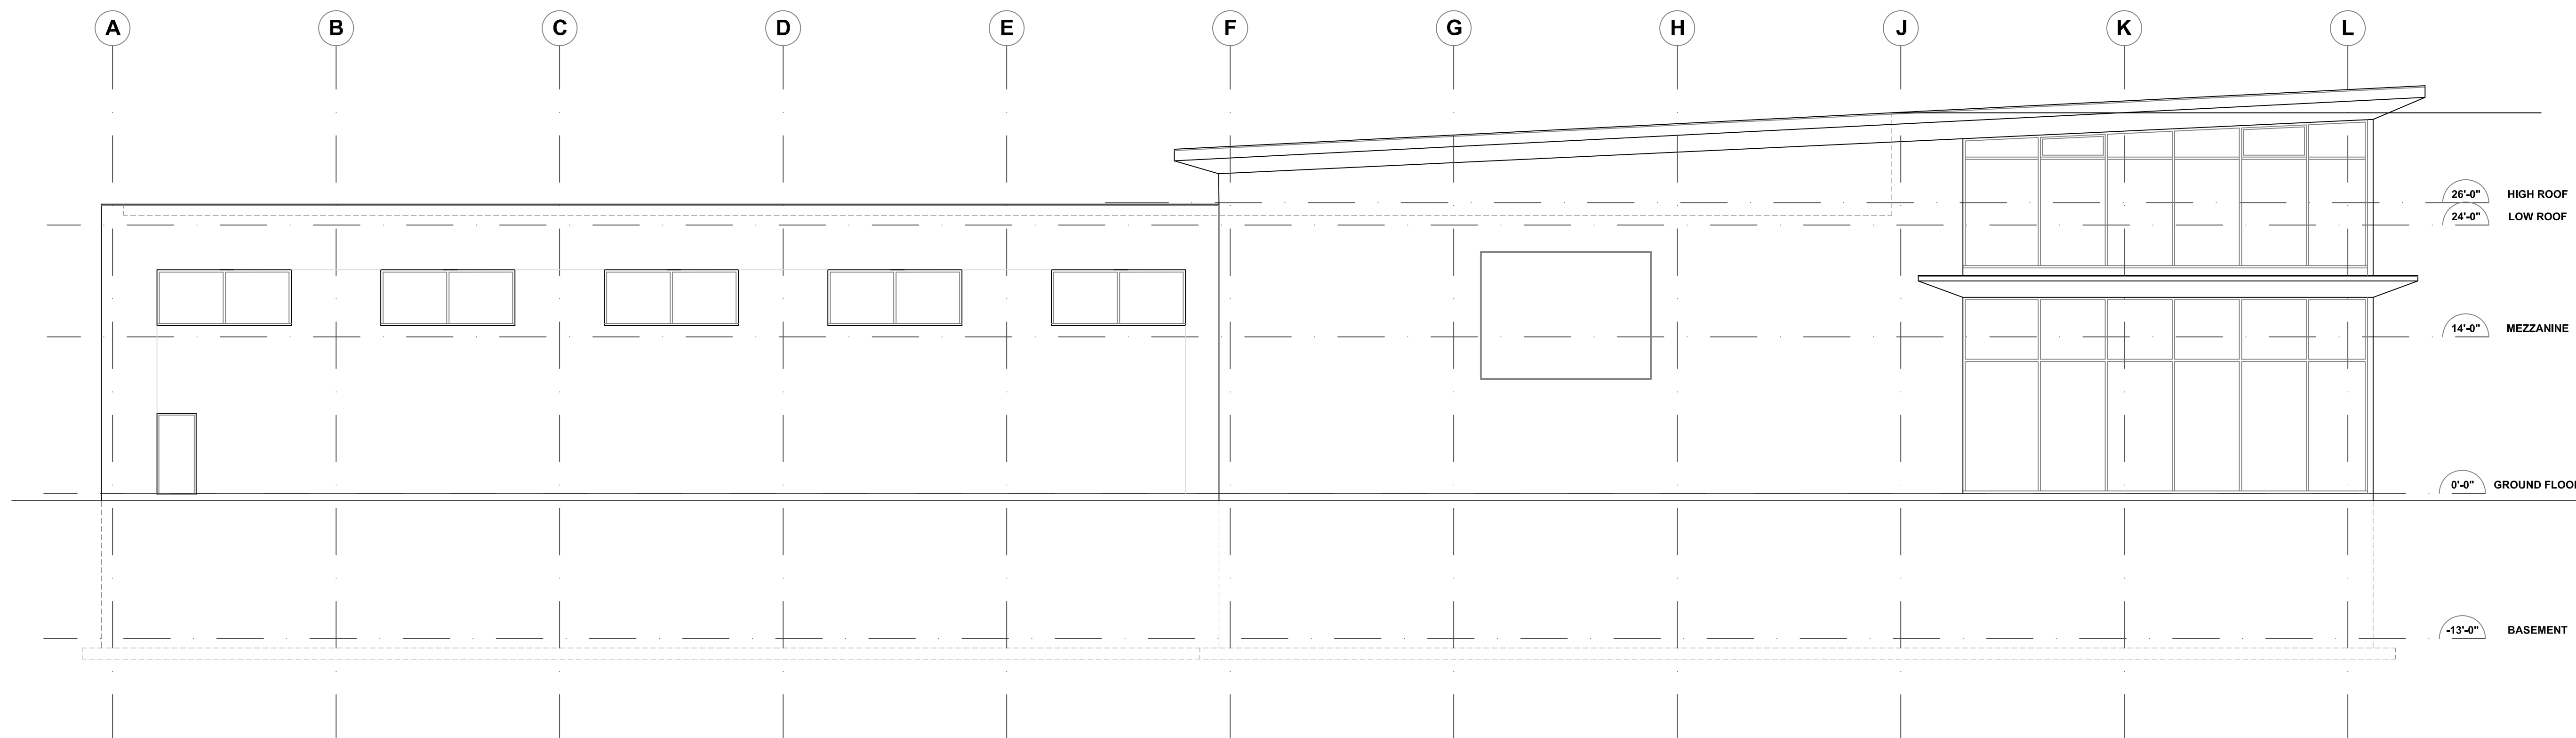 A B C D E F G H J K L
26'-0" HIGH ROOF
24'-0" LOW ROOF
14'-0" MEZZANINE
0'-0" GROUND FLOOR
-13'-0" BASEMENT